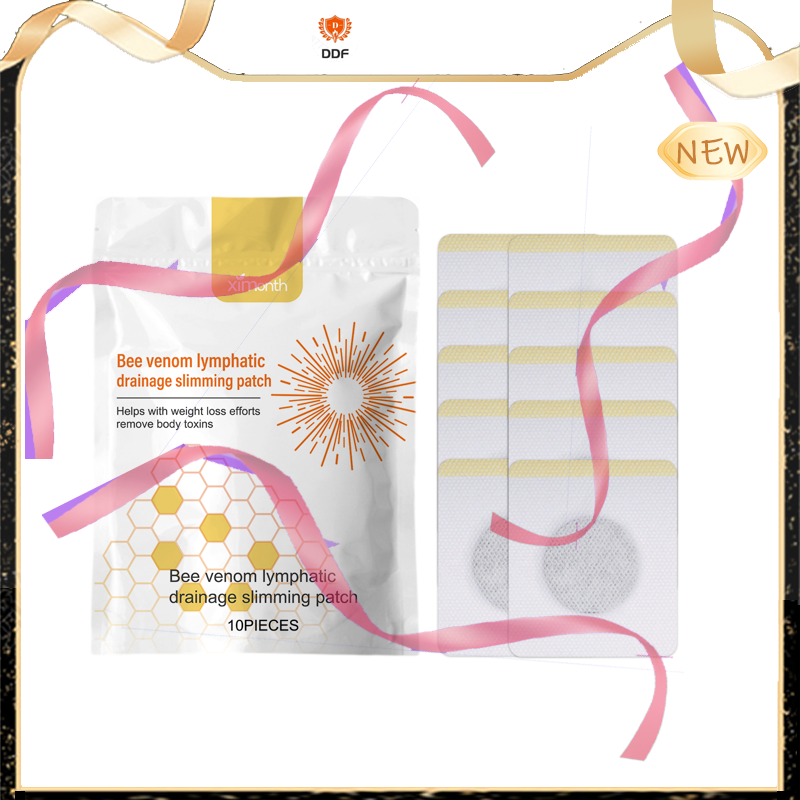 DDF
NEW
ximonth
Bee venom lymphatic
drainage slimming patch
Helps with weight loss efforts
remove body toxins
Bee venom lymphatic
drainage slimming patch
10PIECES